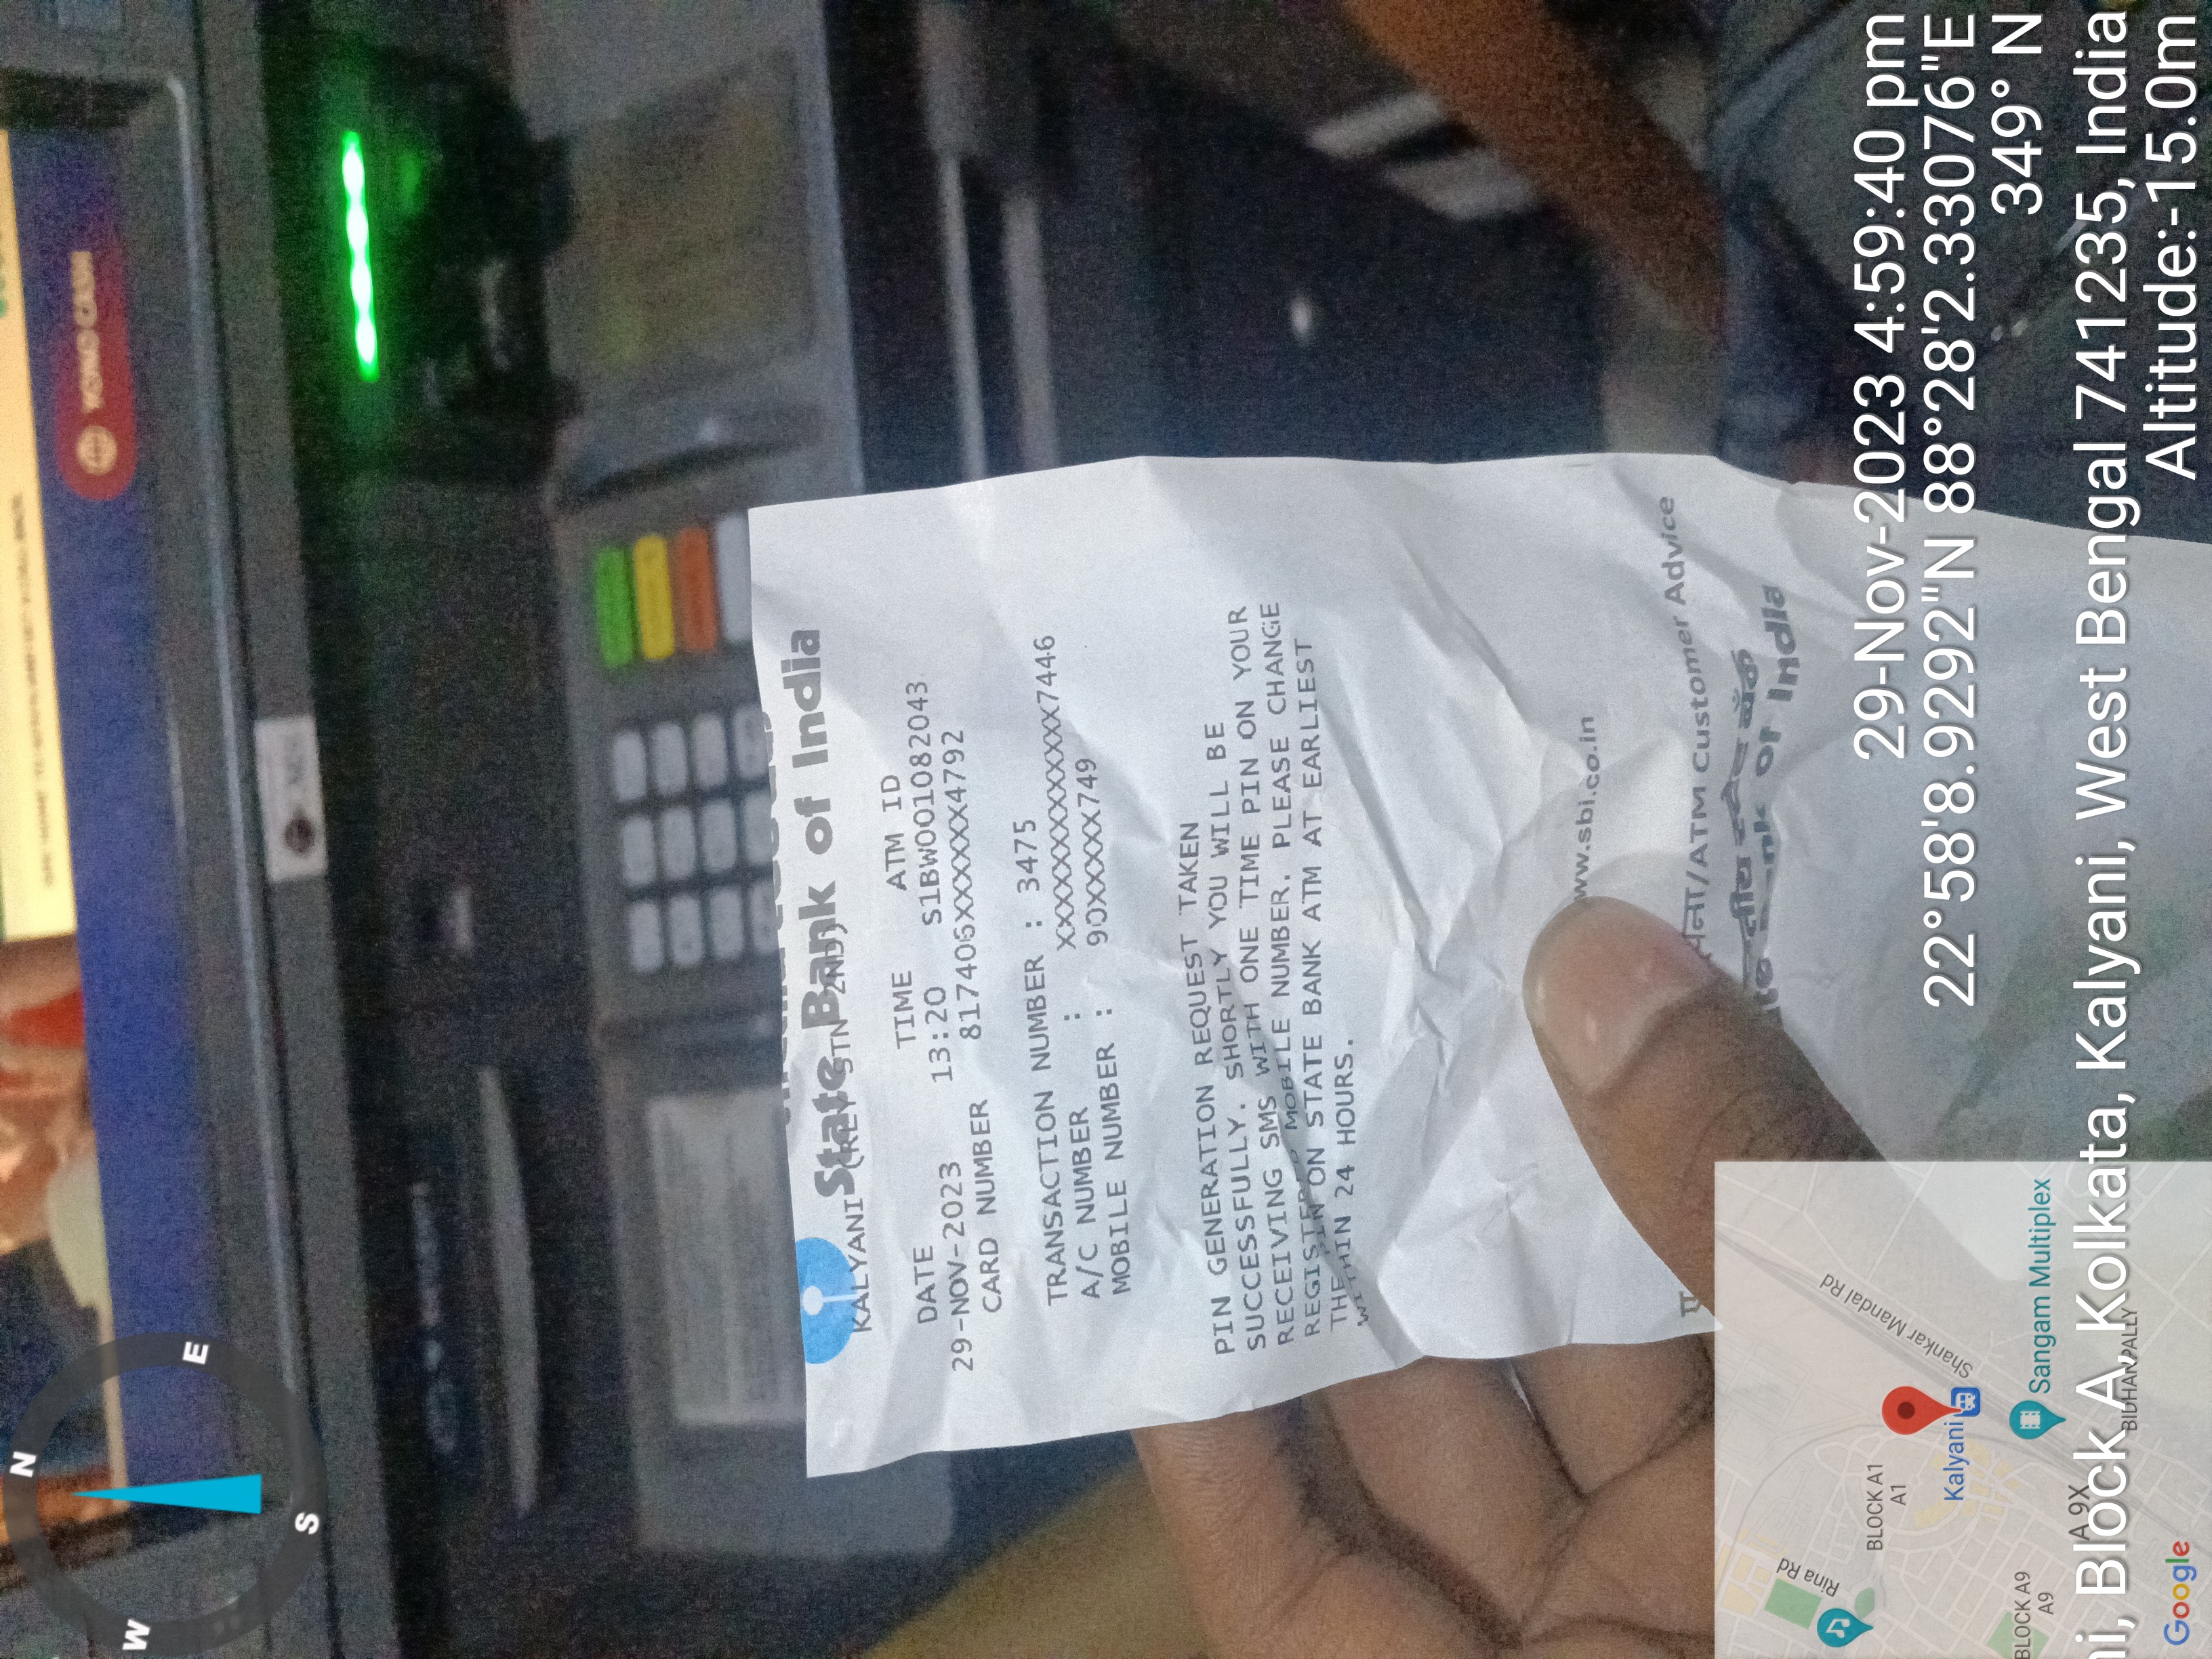 N
W
E
S
YONO CASH
State Bank of India
KALYANI (RLY STN 2ND)
DATE TIME ATM ID
29-NOV-2023 13:20 S1BW001082043
CARD NUMBER 817406XXXXXX4792
TRANSACTION NUMBER : 3475
A/C NUMBER : XXXXXXXXXXXXX7446
MOBILE NUMBER : 90XXXXX749
PIN GENERATION REQUEST TAKEN
SUCCESSFULLY. SHORTLY YOU WILL BE
RECEIVING SMS WITH ONE TIME PIN ON YOUR
REGISTERED MOBILE NUMBER. PLEASE CHANGE
THE PIN ON STATE BANK ATM AT EARLIEST
WITHIN 24 HOURS.
ww.sbi.co.in
/ATM Customer Advice
स्टेट बैंक
of India
Rina Rd
BLOCK A1
A1
Shankar Mandal Rd
Kalyani
BLOCK A9
A9
Sangam Multiplex
A 9X
BIDHANPALLY
Google
29-Nov-2023 4:59:40 pm
22°58'8.9292"N 88°28'2.33076"E
349° N
ni, Block A, Kolkata, Kalyani, West Bengal 741235, India
Altitude:-15.0m